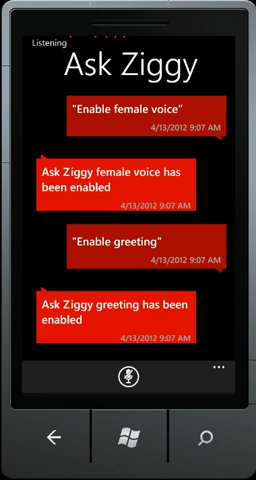 Listening
Ask Ziggy
"Enable female voice"
4/13/2012 9:07 AM
Ask Ziggy female voice has
been enabled
4/13/2012 9:07 AM
"Enable greeting"
4/13/2012 9:07 AM
Ask Ziggy greeting has been
enabled
4/13/2012 9:07 AM